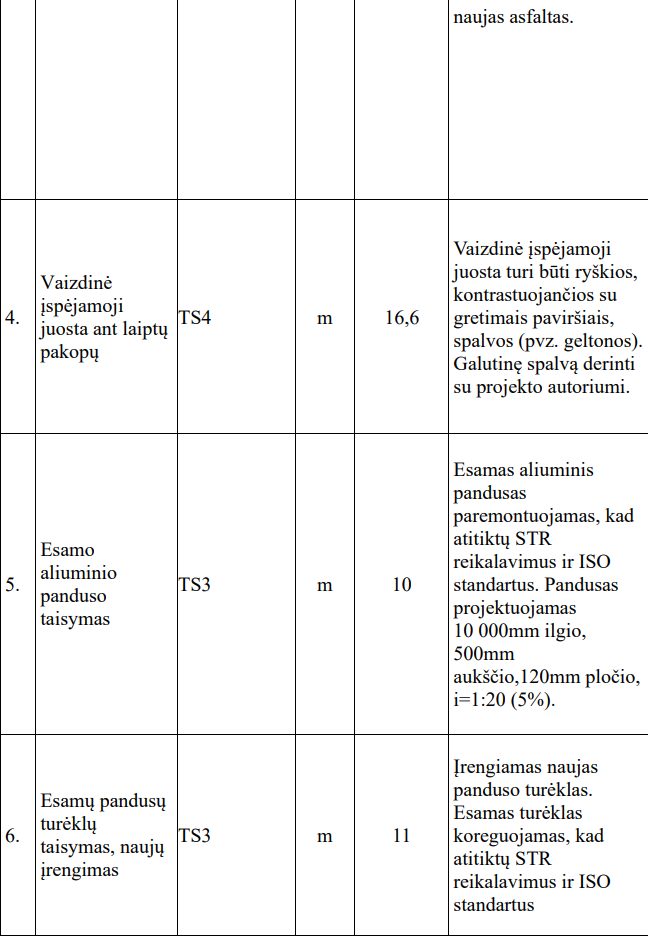 naujas asfaltas.
4.
Vaizdinė
įspėjamoji
juosta ant laiptų
pakopų
TS4
m
16,6
Vaizdinė įspėjamoji
juosta turi būti ryškios,
kontrastuojančios su
gretimais paviršiais,
spalvos (pvz. geltonos).
Galutinę spalvą derinti
su projekto autoriumi.
5.
Esamo
aliuminio
panduso
taisymas
TS3
m
10
Esamas aliuminis
pandusas
paremontuojamas, kad
atitiktų STR
reikalavimus ir ISO
standartus. Pandusas
projektuojamas
10 000mm ilgio,
500mm
aukščio,120mm pločio,
i=1:20 (5%).
6.
Esamų pandusų
turėklų
taisymas, naujų
įrengimas
TS3
m
11
Įrengiamas naujas
panduso turėklas.
Esamas turėklas
koreguojamas, kad
atitiktų STR
reikalavimus ir ISO
standartus